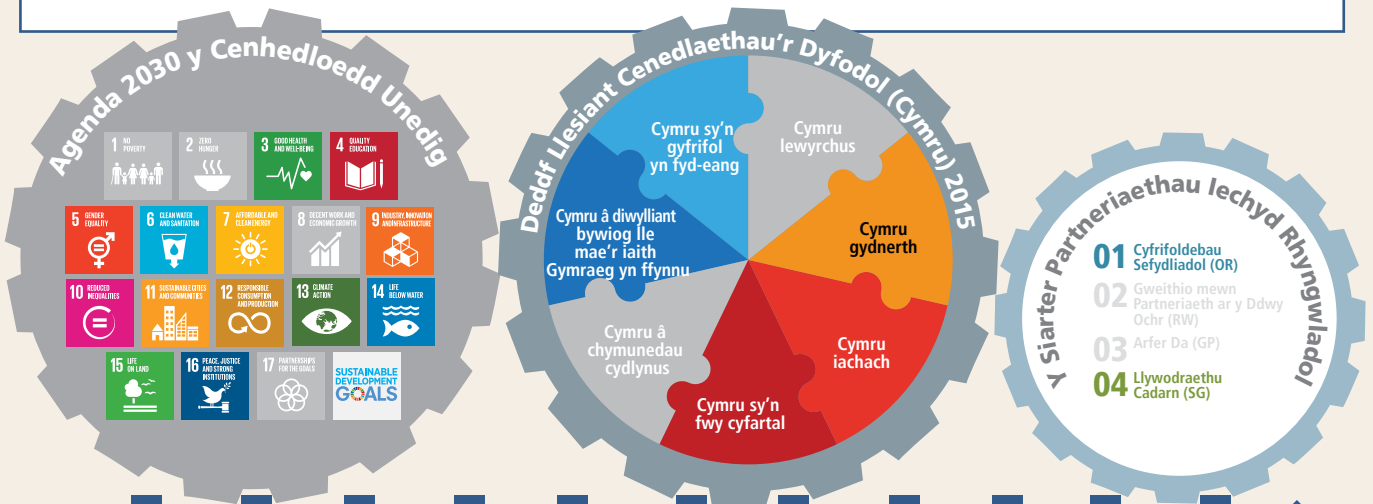 Agenda 2030 y Cenhedloedd Unedig
1 NO
POVERTY
2 ZERO
HUNGER
3 GOOD HEALTH
AND WELL-BEING
4 QUALITY
EDUCATION
5 GENDER
EQUALITY
6 CLEAN WATER
AND SANITATION
7 AFFORDABLE AND
CLEAN ENERGY
8 DECENT WORK AND
ECONOMIC GROWTH
9 INDUSTRY, INNOVATION
AND INFRASTRUCTURE
10 REDUCED
INEQUALITIES
11 SUSTAINABLE CITIES
AND COMMUNITIES
12 RESPONSIBLE
CONSUMPTION
AND PRODUCTION
13 CLIMATE
ACTION
14 LIFE
BELOW WATER
15 LIFE
ON LAND
16 PEACE, JUSTICE
AND STRONG
INSTITUTIONS
17 PARTNERSHIPS
FOR THE GOALS
SUSTAINABLE
DEVELOPMENT
GOALS
Deddf Llesiant Cenedlaethau'r Dyfodol (Cymru) 2015
Cymru sy'n
gyfrifol
yn fyd-eang
Cymru
lewyrchus
Cymru
gydnerth
Cymru
iachach
Cymru sy'n
fwy cyfartal
Cymru â
chymunedau
cydlynus
Cymru â diwylliant
bywiog lle
mae'r iaith
Gymraeg yn ffynnu
Y Siarter Partneriaethau Iechyd Rhyngwladol
01 Cyfrifoldebau
Sefydliadol (OR)
02 Gweithio mewn
Partneriaeth ar y Ddwy
Ochr (RW)
03 Arfer Da (GP)
04 Llywodraethu
Cadarn (SG)